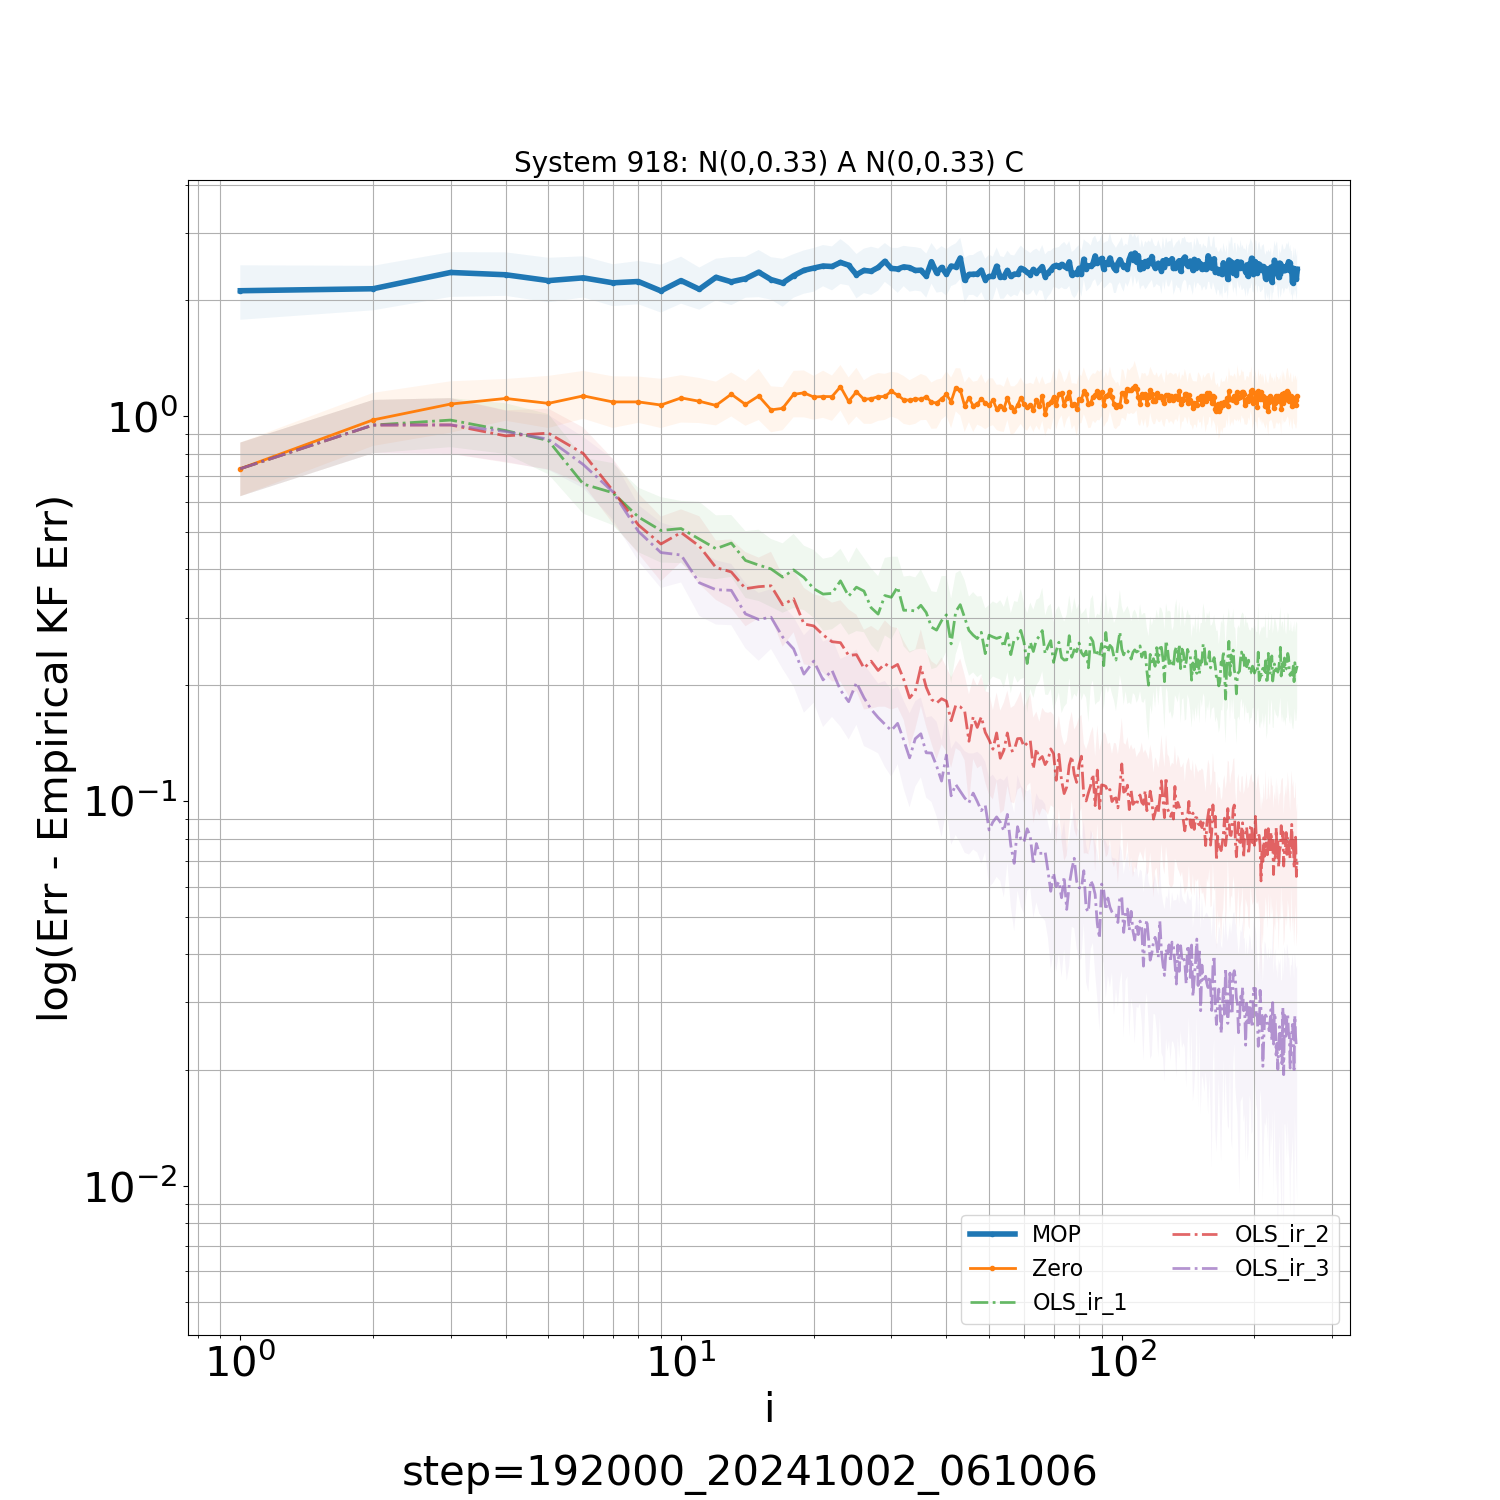 System 918: N(0,0.33) A N(0,0.33) C
log(Err - Empirical KF Err)
10⁰
10⁻¹
10⁻²
MOP
Zero
OLS_ir_1
OLS_ir_2
OLS_ir_3
10⁰ 10¹ 10²
i
step=192000_20241002_061006